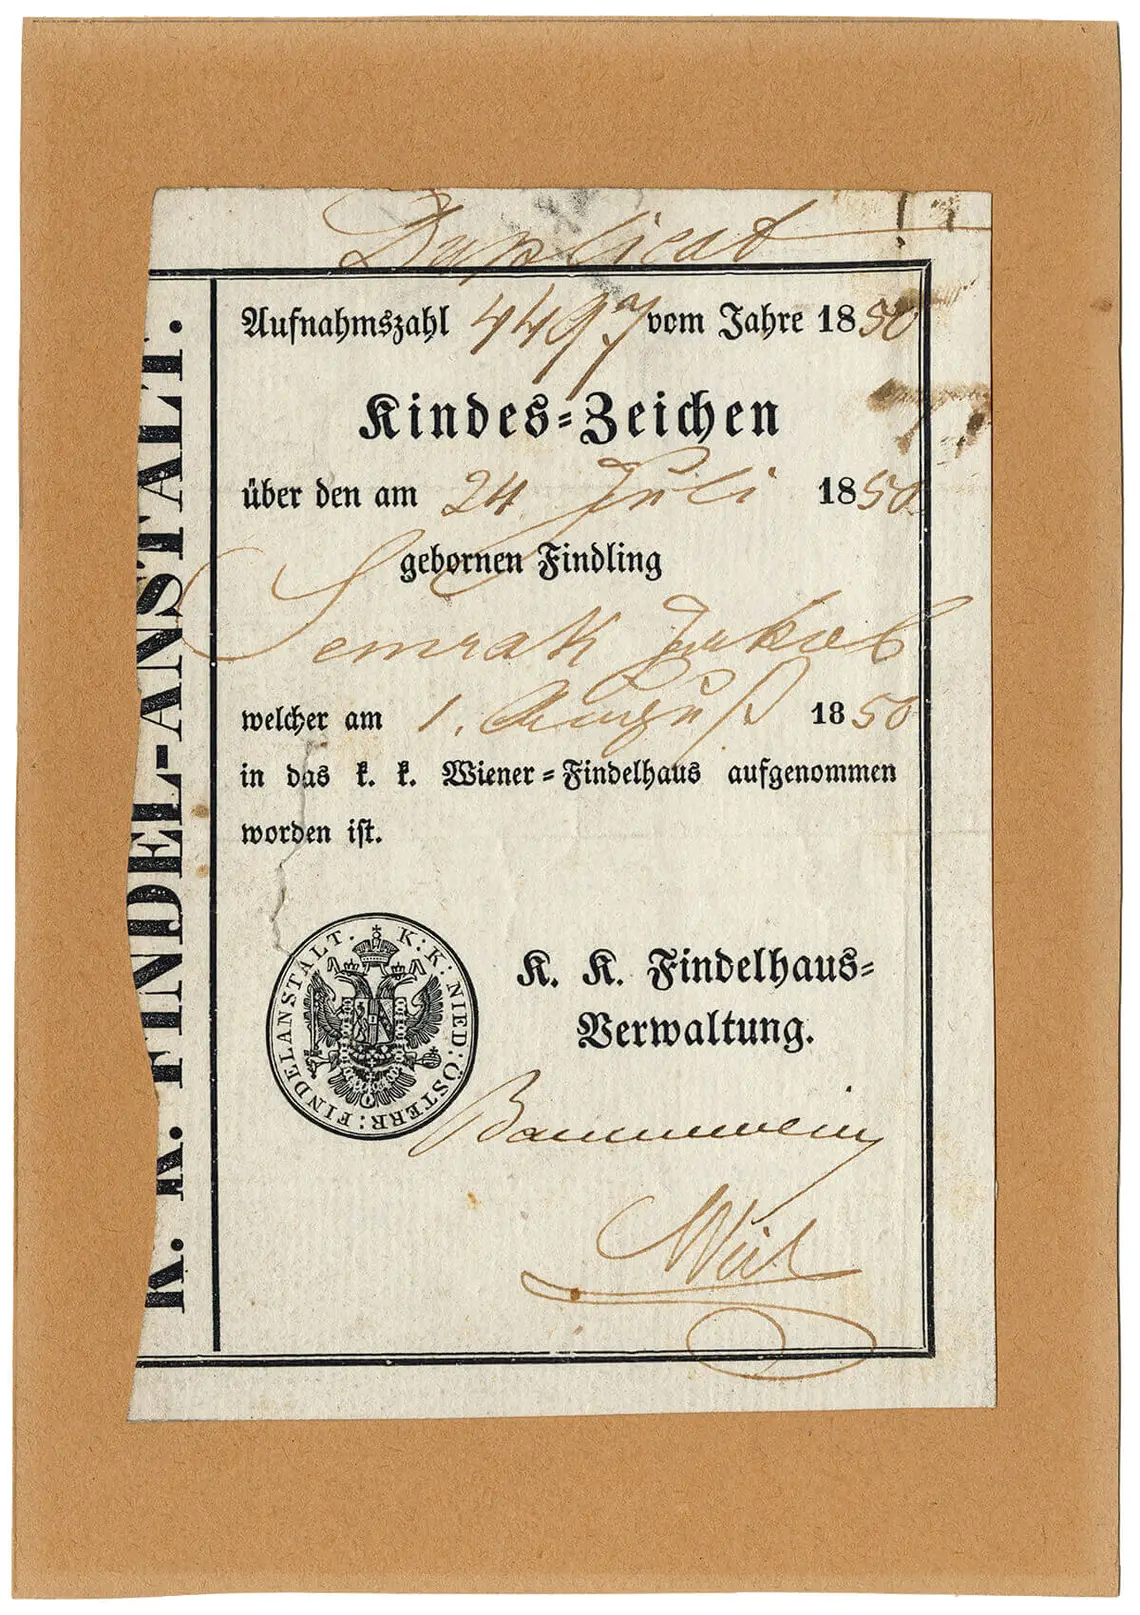 Duplicat
Aufnahmszahl 4497 vom Jahre 1850
Kindes-Zeichen
über den am 24 Juli 1850
gebornen Findling
Semrak Jakob
welcher am 1. August 1850
in das k. k. Wiener-Findelhaus aufgenommen
worden ist.
K. K. Findelhaus-
Verwaltung.
K: K: NIED: ÖSTERR: FINDELANSTALT.
K. K. FINDEL-ANSTALT.